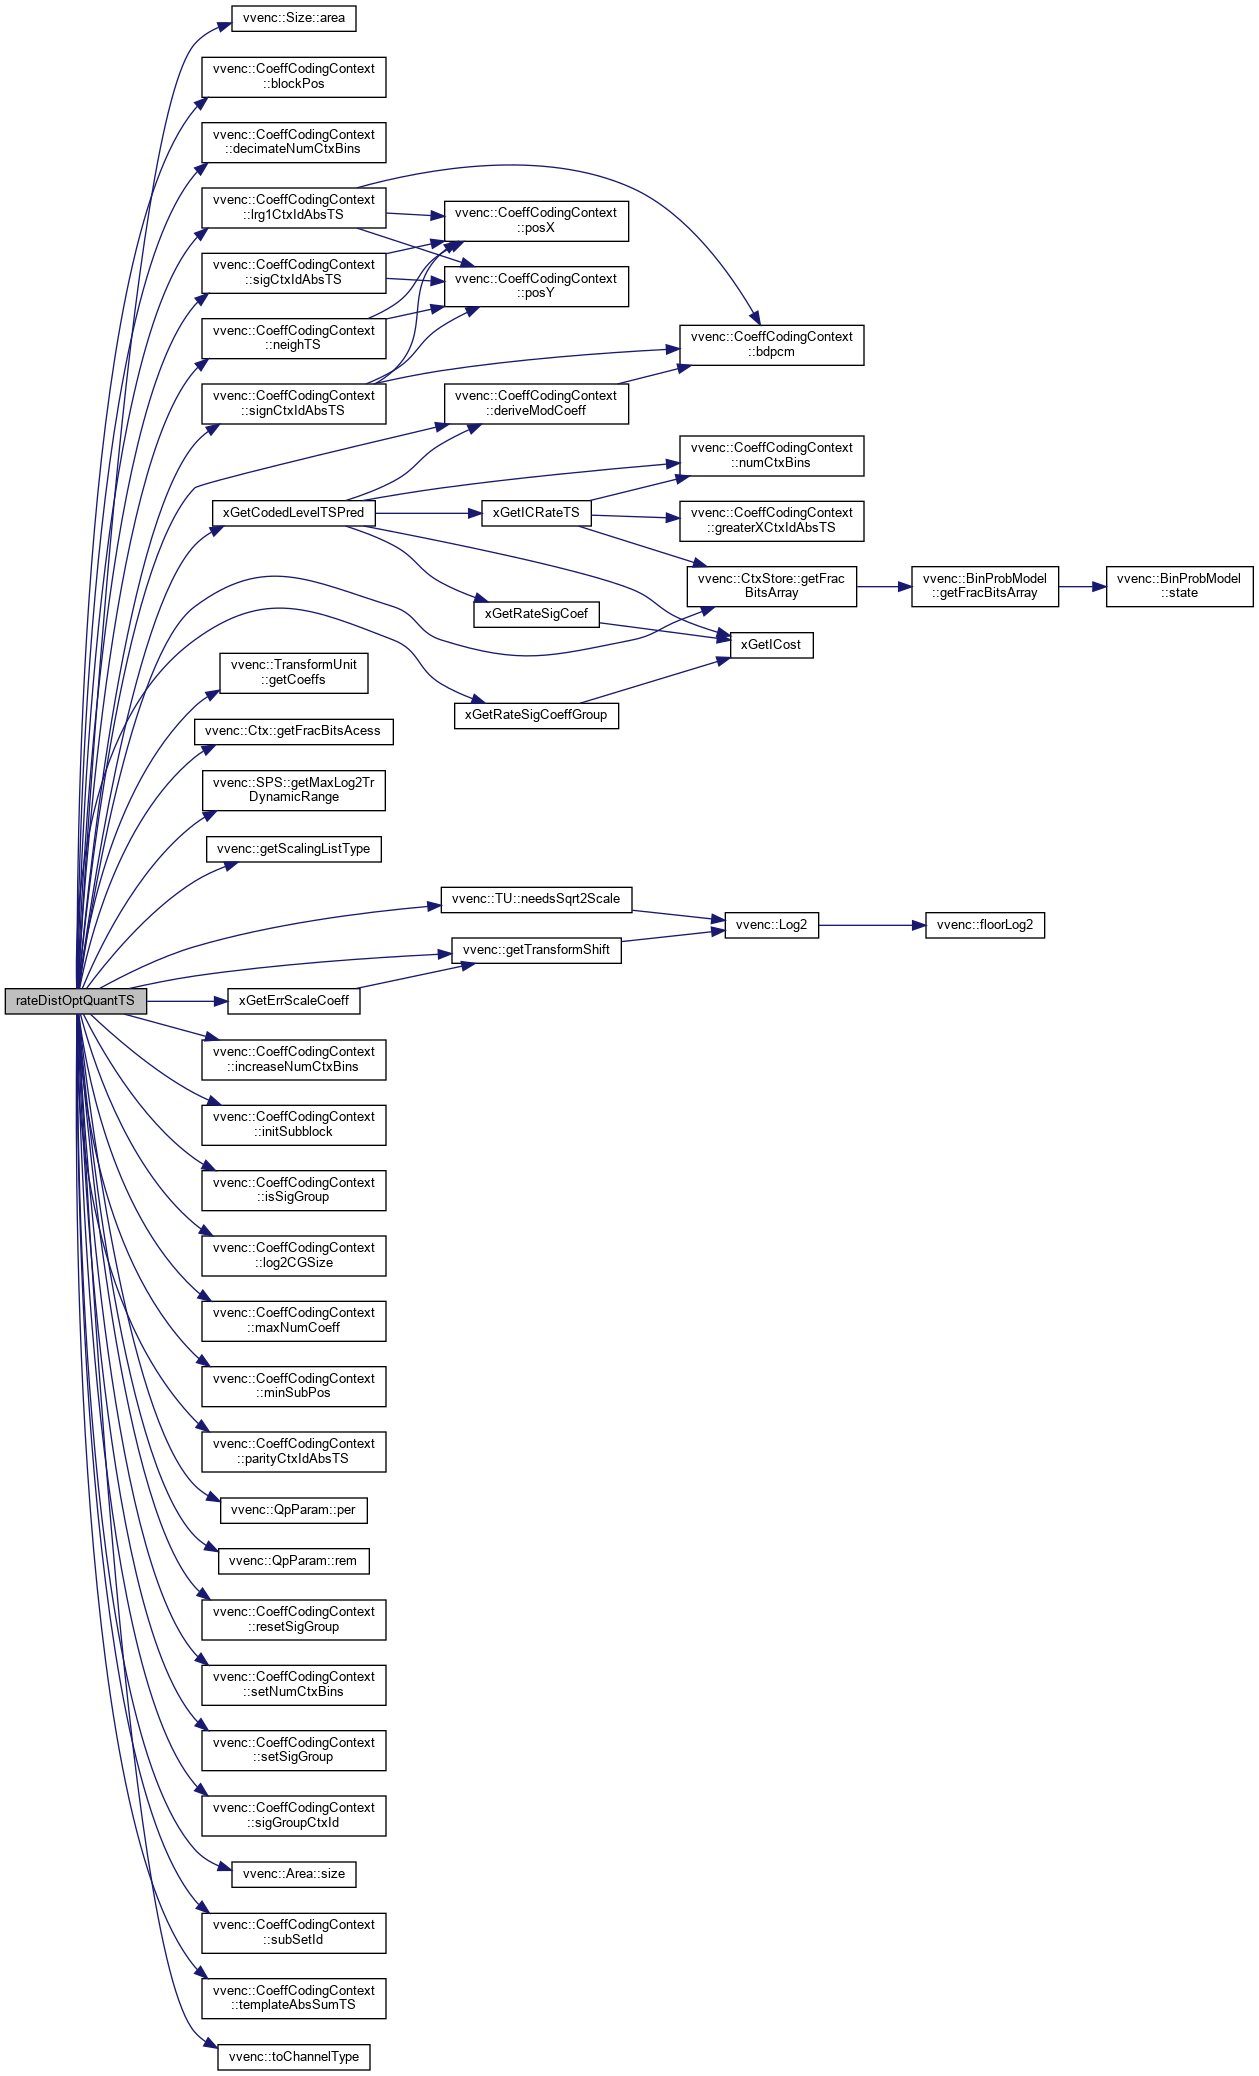 vvenc::Size::area
vvenc::CoeffCodingContext
::blockPos
vvenc::CoeffCodingContext
::decimateNumCtxBins
vvenc::CoeffCodingContext
::lrg1CtxIdAbsTS
vvenc::CoeffCodingContext
::posX
vvenc::CoeffCodingContext
::sigCtxIdAbsTS
vvenc::CoeffCodingContext
::posY
vvenc::CoeffCodingContext
::neighTS
vvenc::CoeffCodingContext
::bdpcm
vvenc::CoeffCodingContext
::signCtxIdAbsTS
vvenc::CoeffCodingContext
::deriveModCoeff
vvenc::CoeffCodingContext
::numCtxBins
xGetCodedLevelTSPred
xGetICRateTS
vvenc::CoeffCodingContext
::greaterXCtxIdAbsTS
vvenc::CtxStore::getFrac
BitsArray
vvenc::BinProbModel
::getFracBitsArray
vvenc::BinProbModel
::state
xGetRateSigCoef
xGetICost
vvenc::TransformUnit
::getCoeffs
xGetRateSigCoeffGroup
vvenc::Ctx::getFracBitsAcess
vvenc::SPS::getMaxLog2Tr
DynamicRange
vvenc::getScalingListType
vvenc::TU::needsSqrt2Scale
vvenc::Log2
vvenc::floorLog2
vvenc::getTransformShift
rateDistOptQuantTS
xGetErrScaleCoeff
vvenc::CoeffCodingContext
::increaseNumCtxBins
vvenc::CoeffCodingContext
::initSubblock
vvenc::CoeffCodingContext
::isSigGroup
vvenc::CoeffCodingContext
::log2CGSize
vvenc::CoeffCodingContext
::maxNumCoeff
vvenc::CoeffCodingContext
::minSubPos
vvenc::CoeffCodingContext
::parityCtxIdAbsTS
vvenc::QpParam::per
vvenc::QpParam::rem
vvenc::CoeffCodingContext
::resetSigGroup
vvenc::CoeffCodingContext
::setNumCtxBins
vvenc::CoeffCodingContext
::setSigGroup
vvenc::CoeffCodingContext
::sigGroupCtxId
vvenc::Area::size
vvenc::CoeffCodingContext
::subSetId
vvenc::CoeffCodingContext
::templateAbsSumTS
vvenc::toChannelType